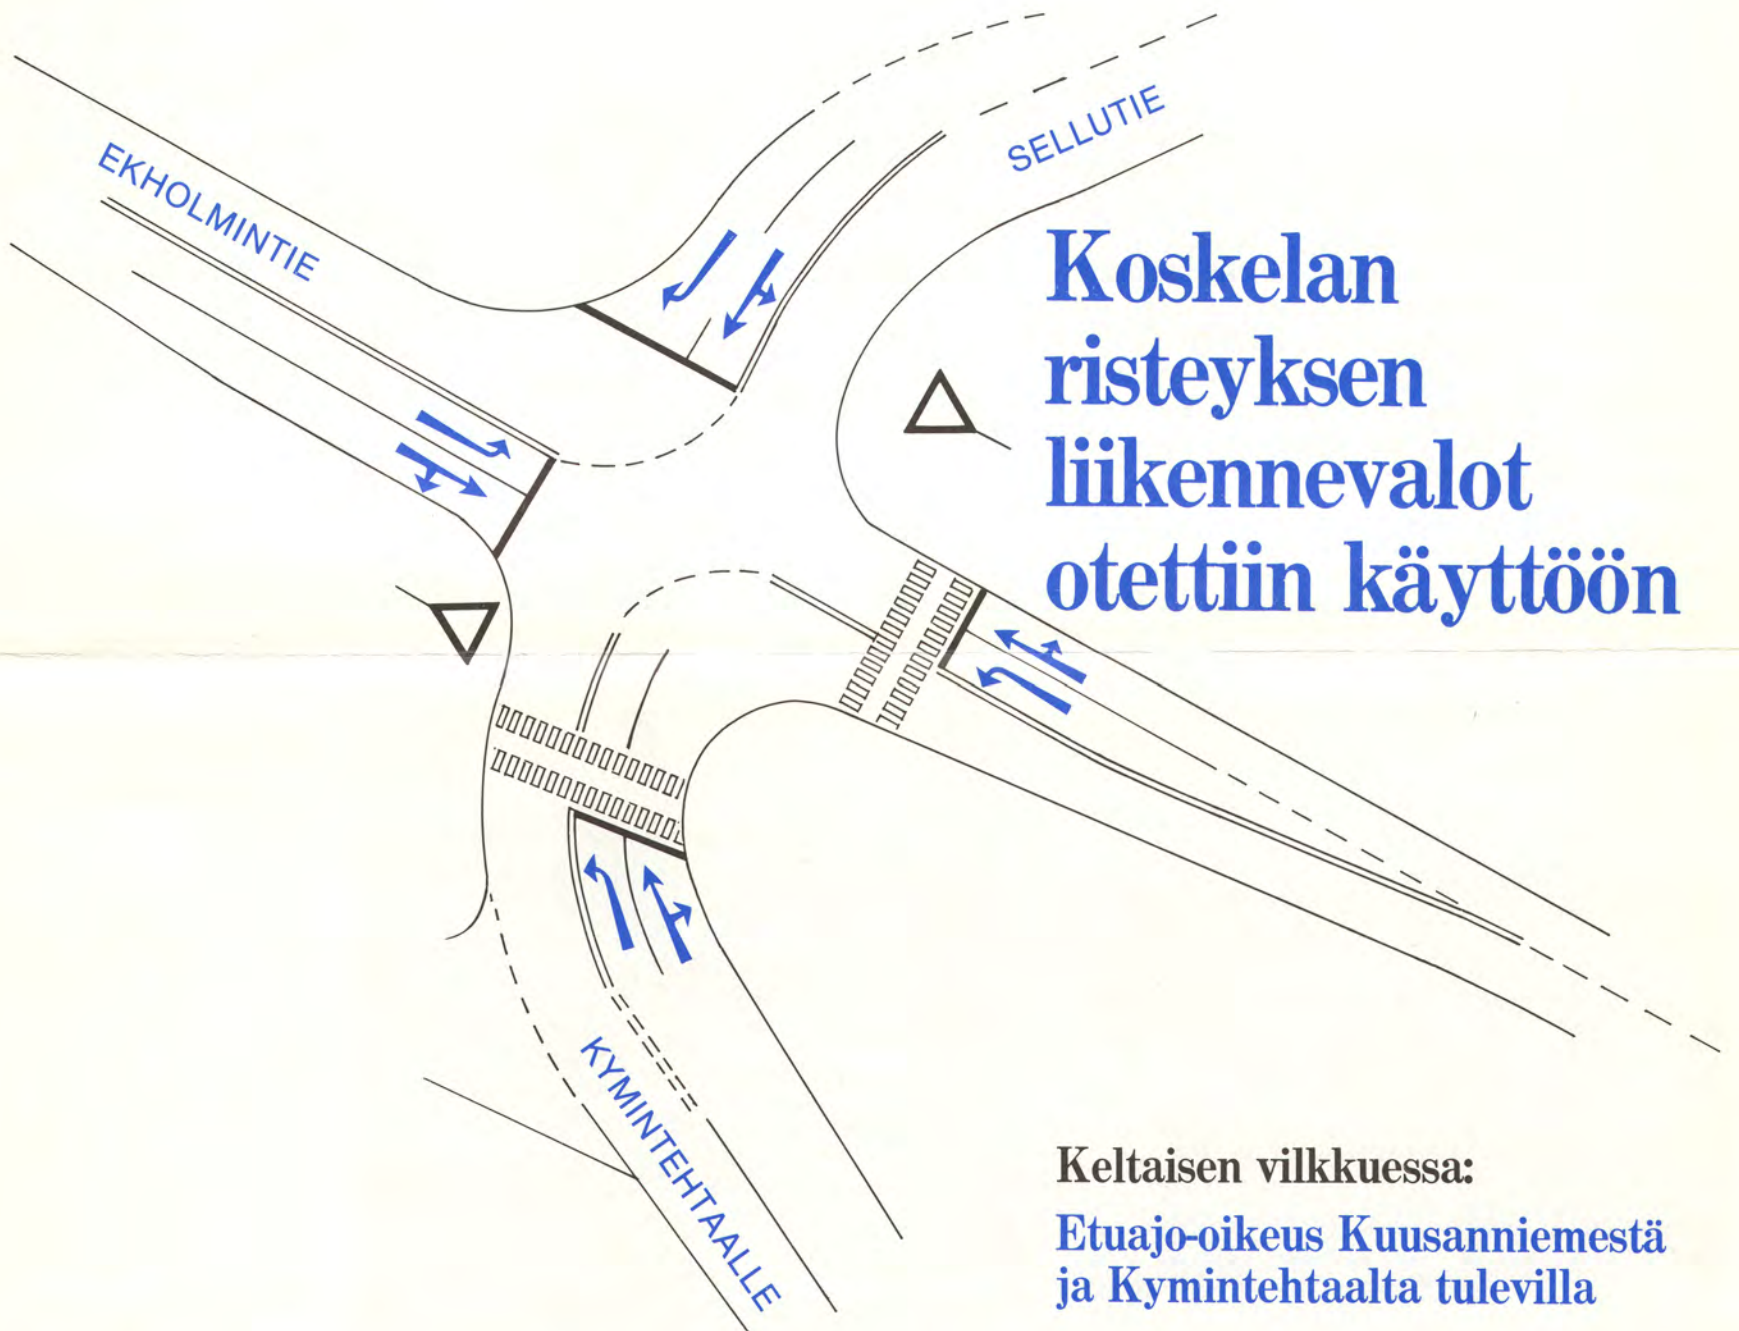 EKHOLMINTIE
SELLUTIE
Koskelan
risteyksen
liikennevalot
otettiin käyttöön
KYMINTEHTAALLE
Keltaisen vilkkuessa:
Etuajo-oikeus Kuusanniemestä
ja Kymintehtaalta tulevilla